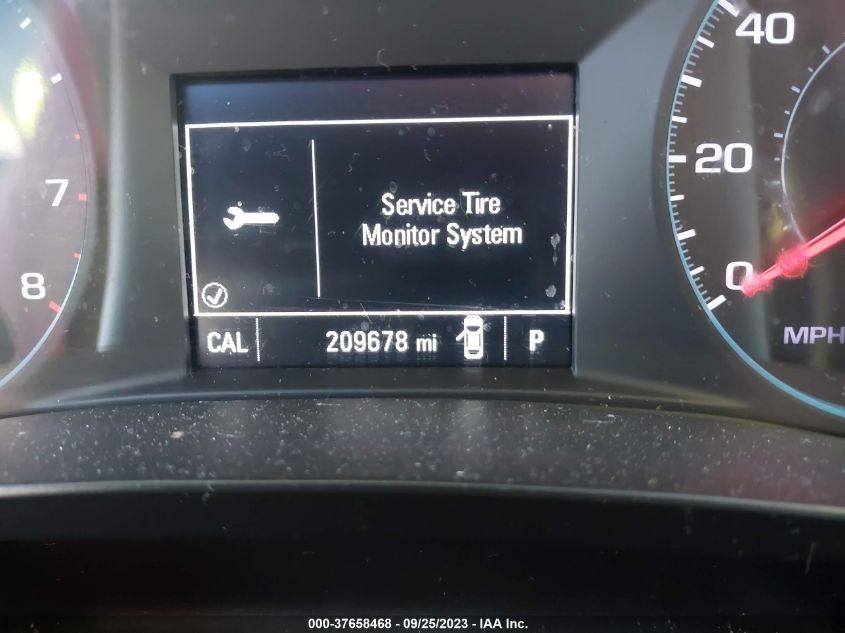 40
20
0
MPH
7
8
Service Tire
Monitor System
CAL
209678 mi
P
000-37658468 - 09/25/2023 - IAA Inc.